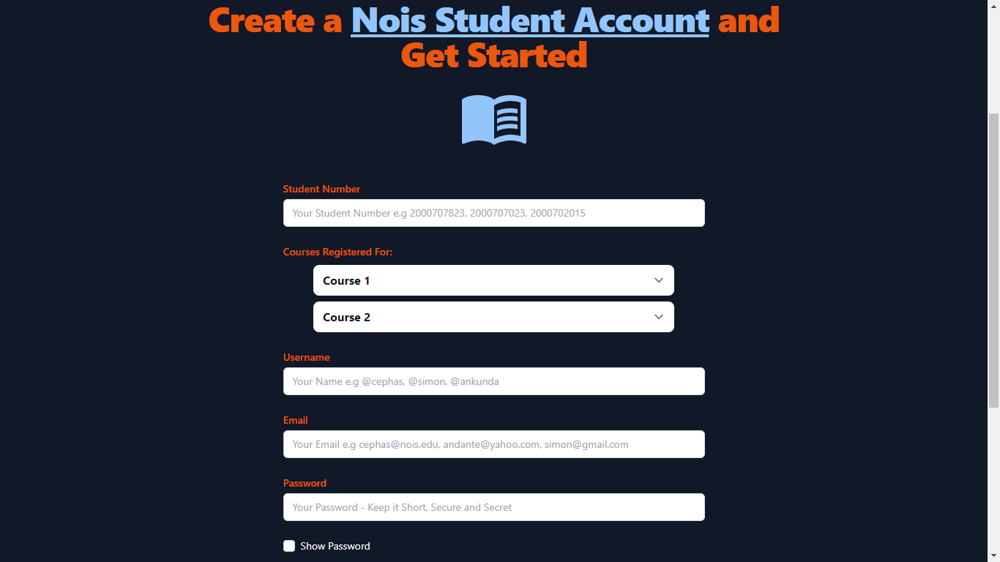 Create a Nois Student Account and
Get Started
Student Number
Your Student Number e.g 2000707823, 2000707023, 2000702015
Courses Registered For:
Course 1
Course 2
Username
Your Name e.g @cephas, @simon, @ankunda
Email
Your Email e.g cephas@nois.edu, andante@yahoo.com, simon@gmail.com
Password
Your Password - Keep it Short, Secure and Secret
Show Password